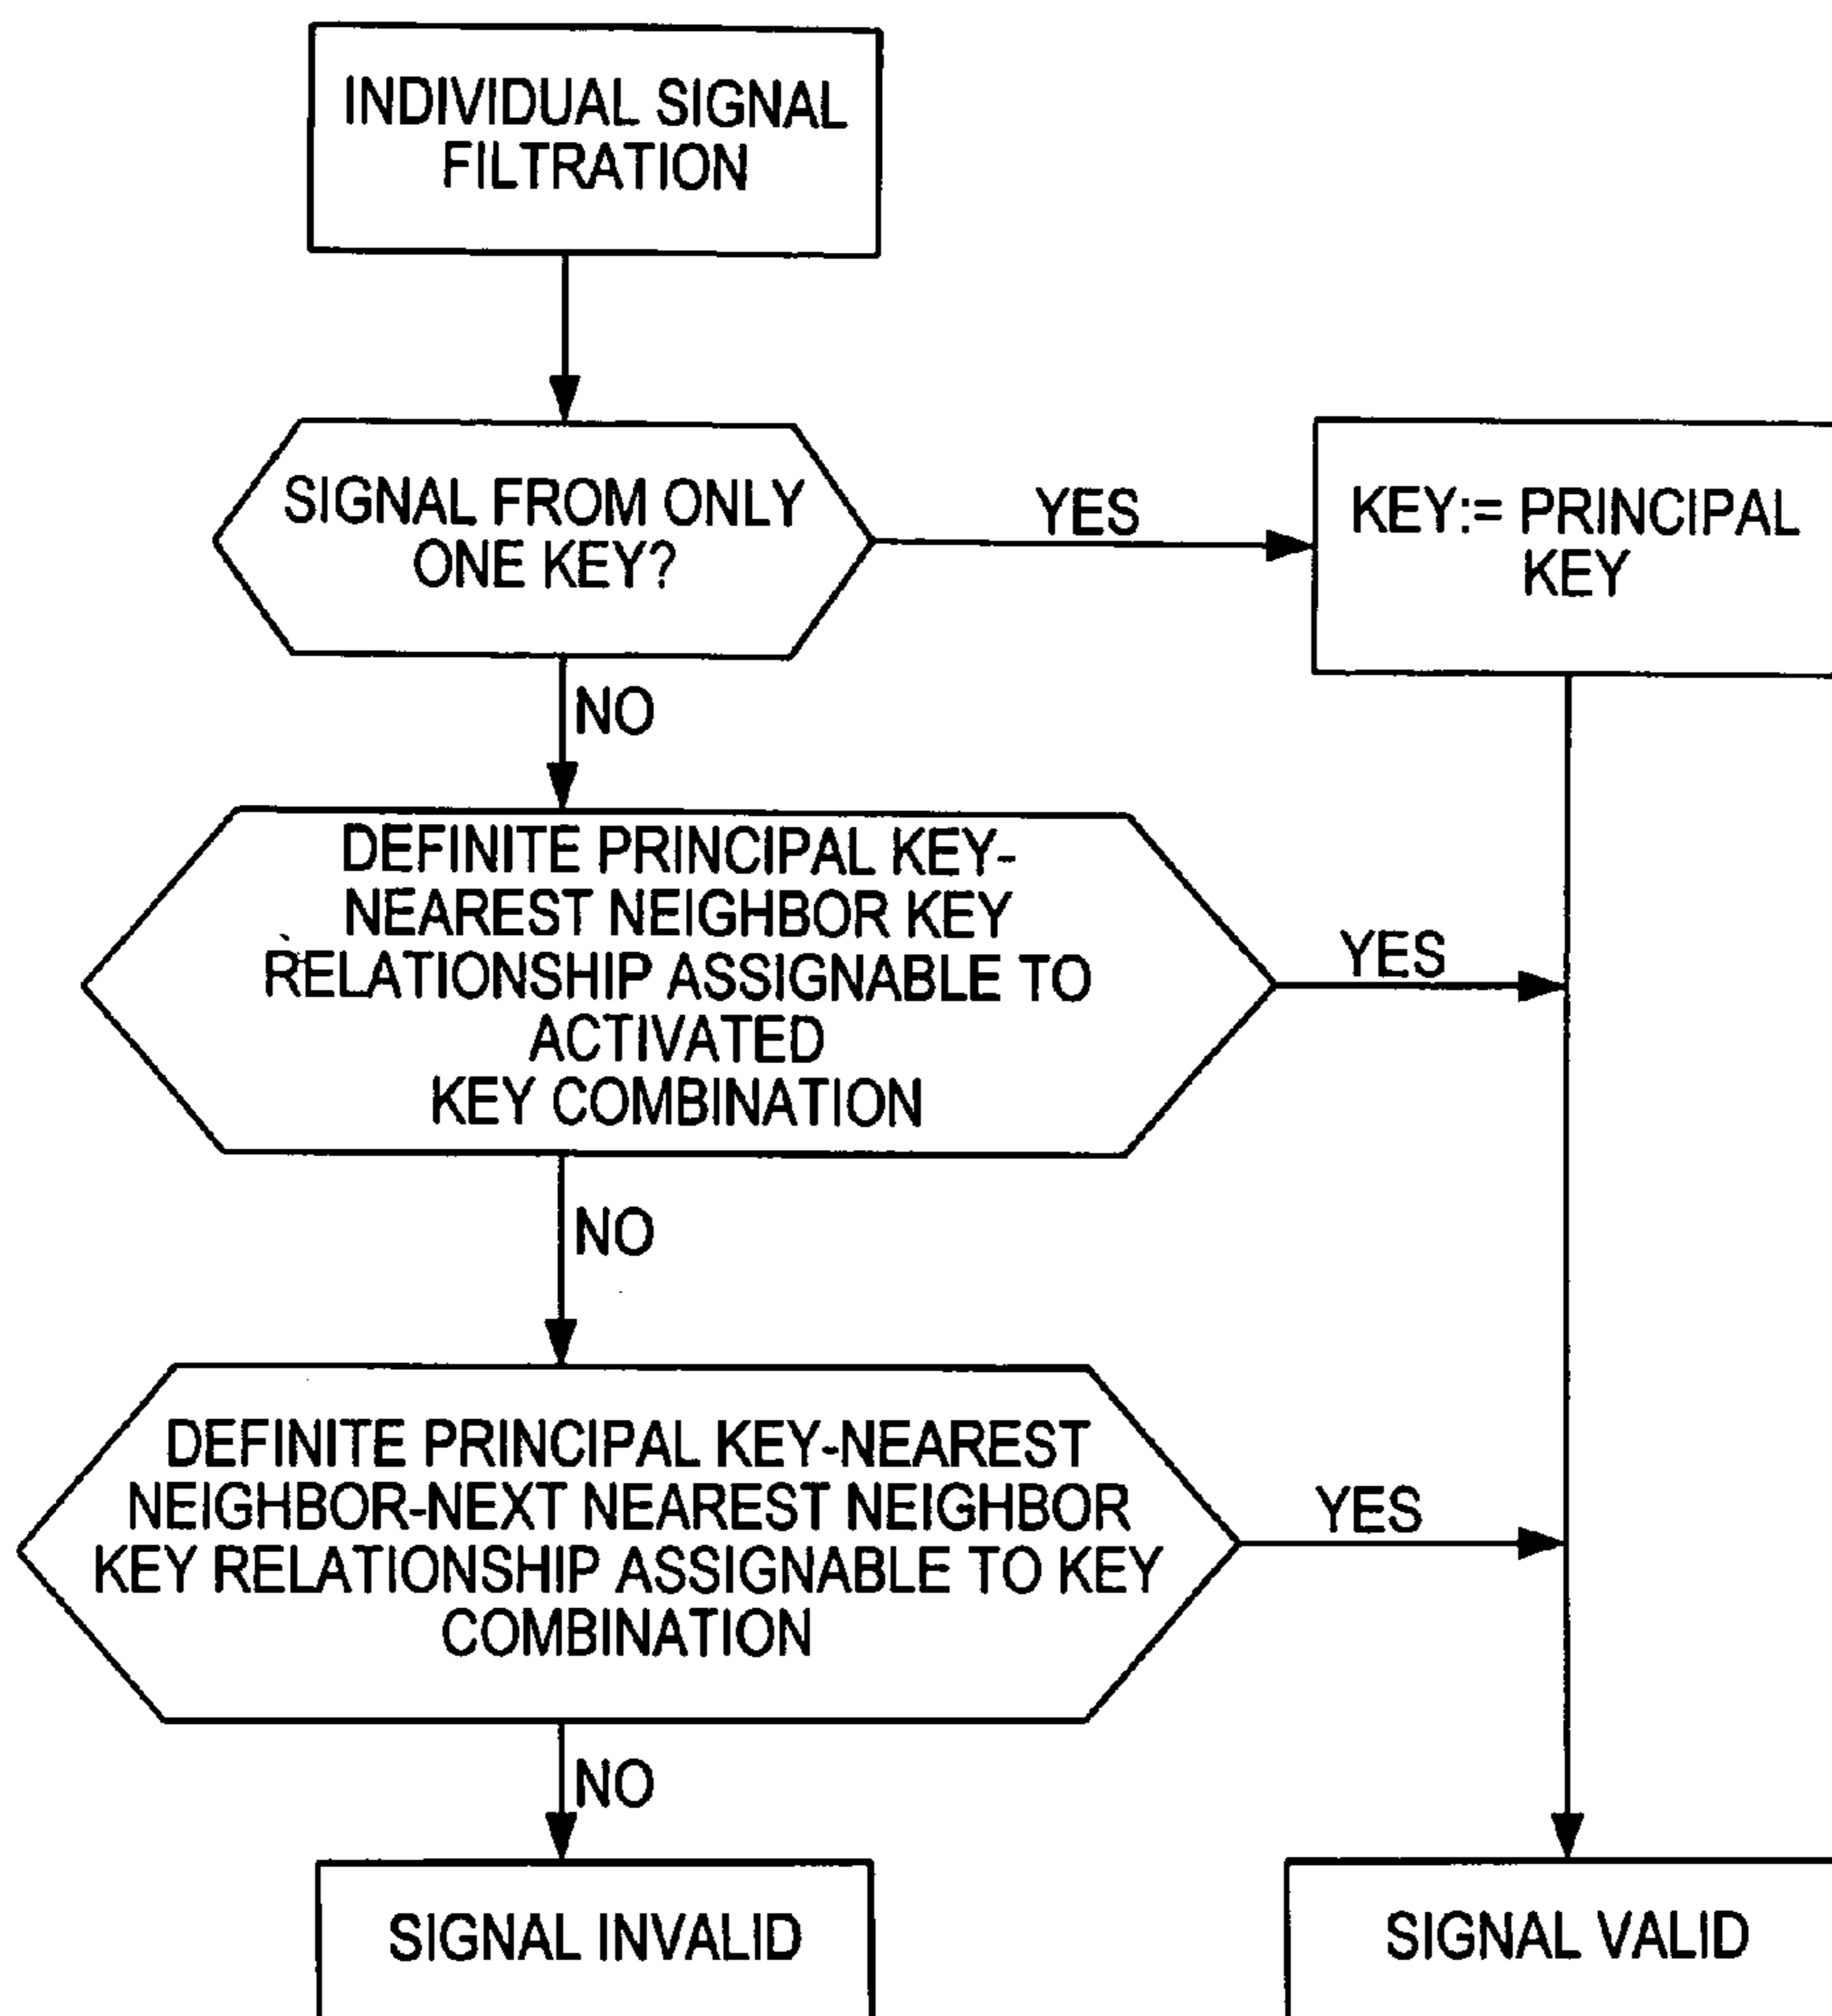 INDIVIDUAL SIGNAL
FILTRATION
SIGNAL FROM ONLY
ONE KEY?
YES
KEY:= PRINCIPAL
KEY
NO
DEFINITE PRINCIPAL KEY-
NEAREST NEIGHBOR KEY
RELATIONSHIP ASSIGNABLE TO
ACTIVATED
KEY COMBINATION
YES
NO
DEFINITE PRINCIPAL KEY-NEAREST
NEIGHBOR-NEXT NEAREST NEIGHBOR
KEY RELATIONSHIP ASSIGNABLE TO KEY
COMBINATION
YES
NO
SIGNAL INVALID
SIGNAL VALID